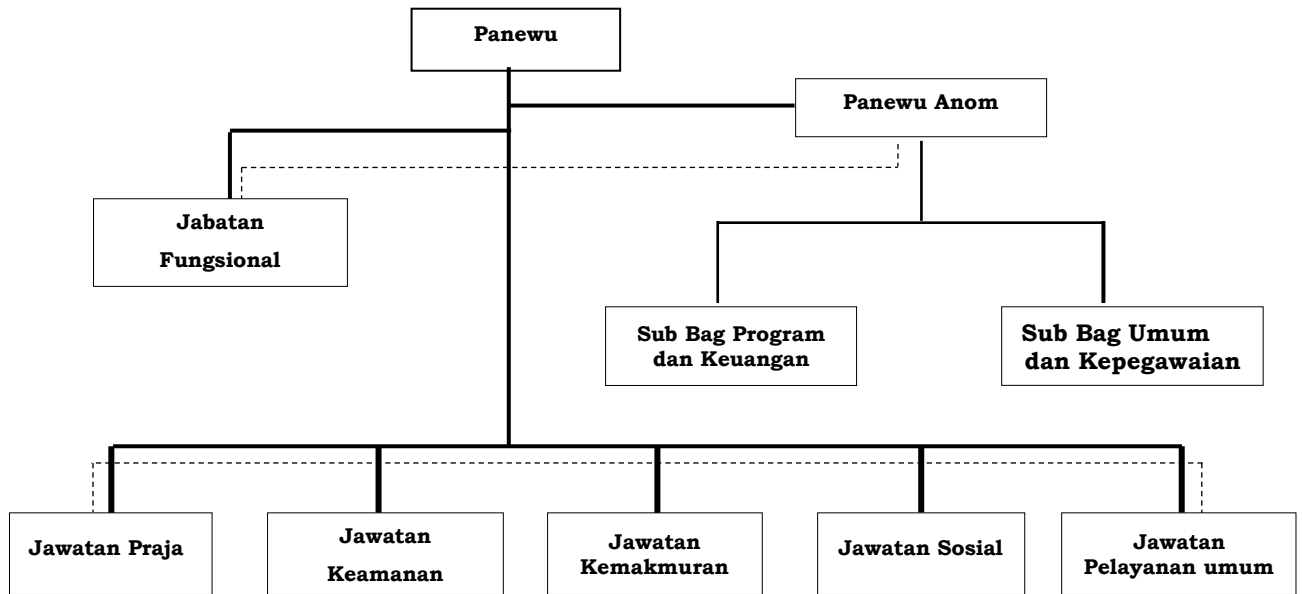 Panewu
Panewu Anom
Jabatan
Fungsional
Sub Bag Program
dan Keuangan
Sub Bag Umum
dan Kepegawaian
Jawatan Praja
Jawatan
Keamanan
Jawatan
Kemakmuran
Jawatan Sosial
Jawatan
Pelayanan umum